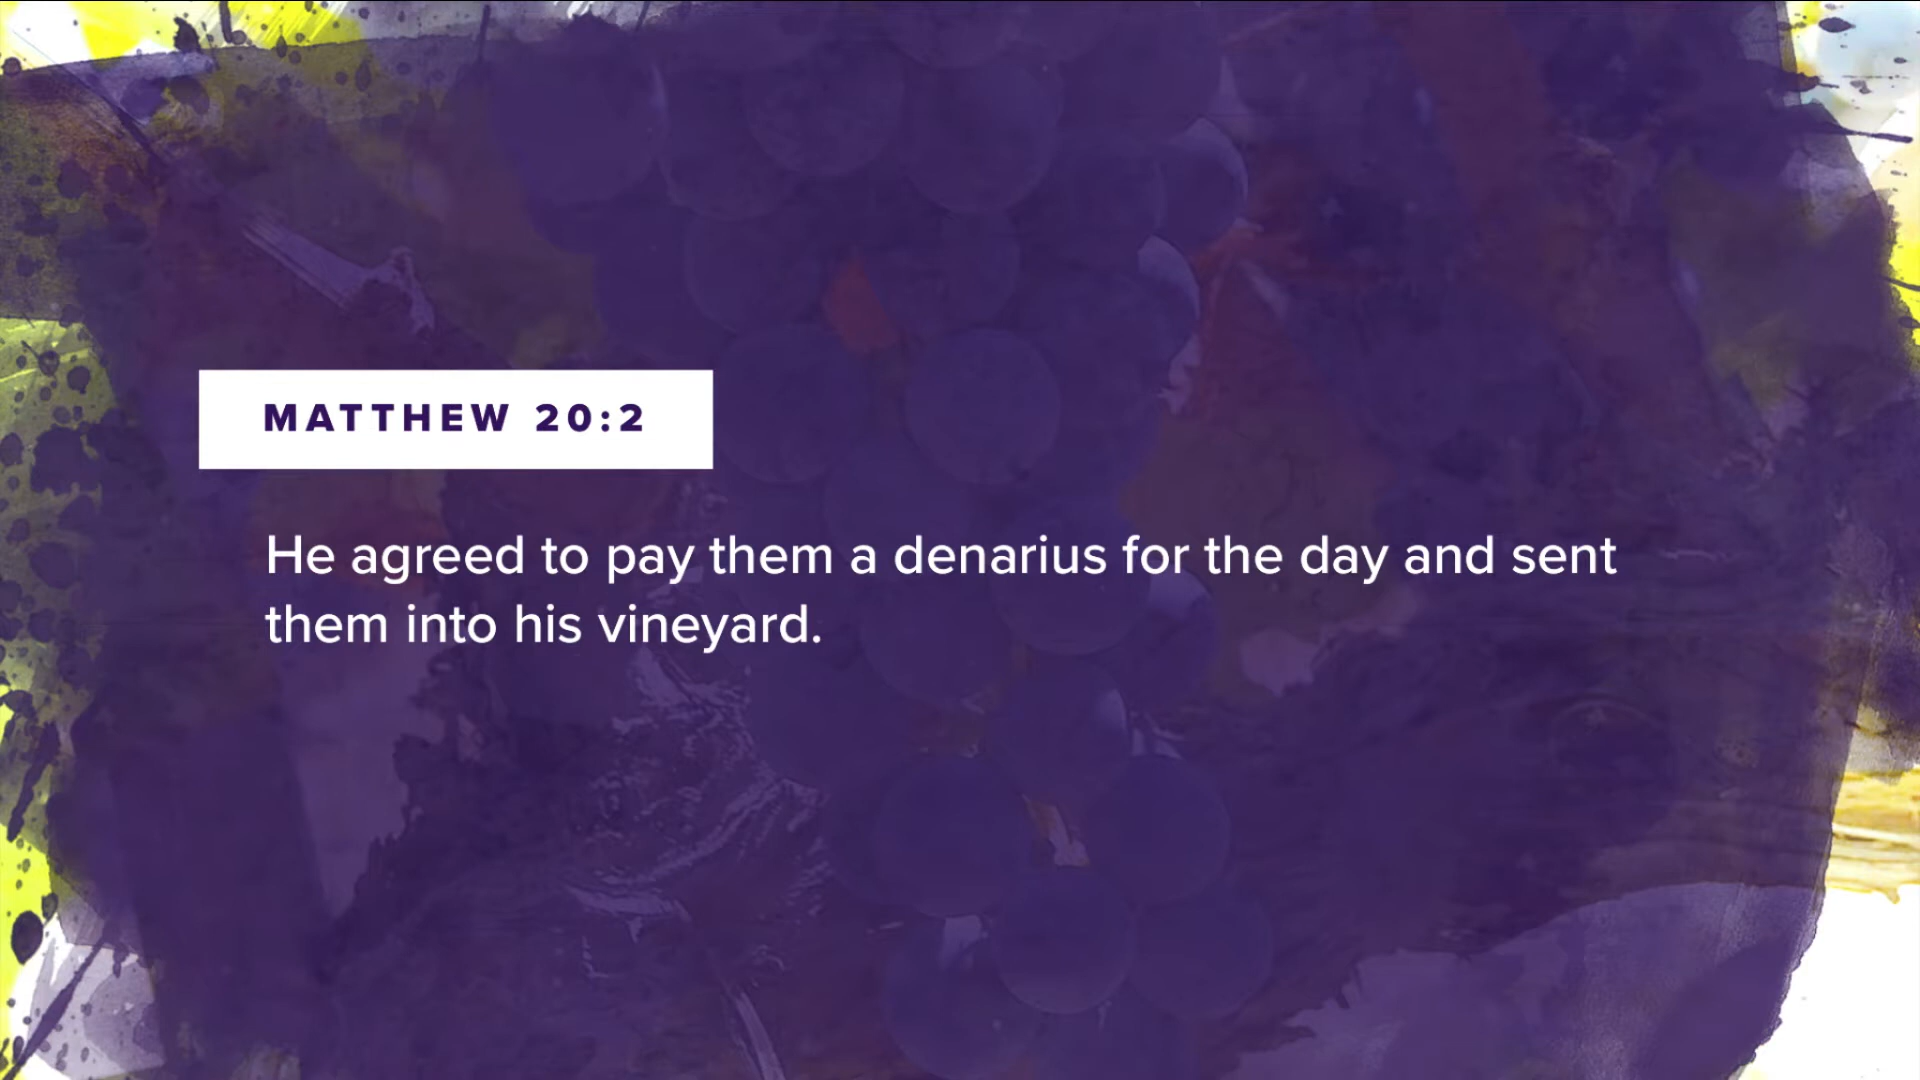 MATTHEW 20:2
He agreed to pay them a denarius for the day and sent
them into his vineyard.